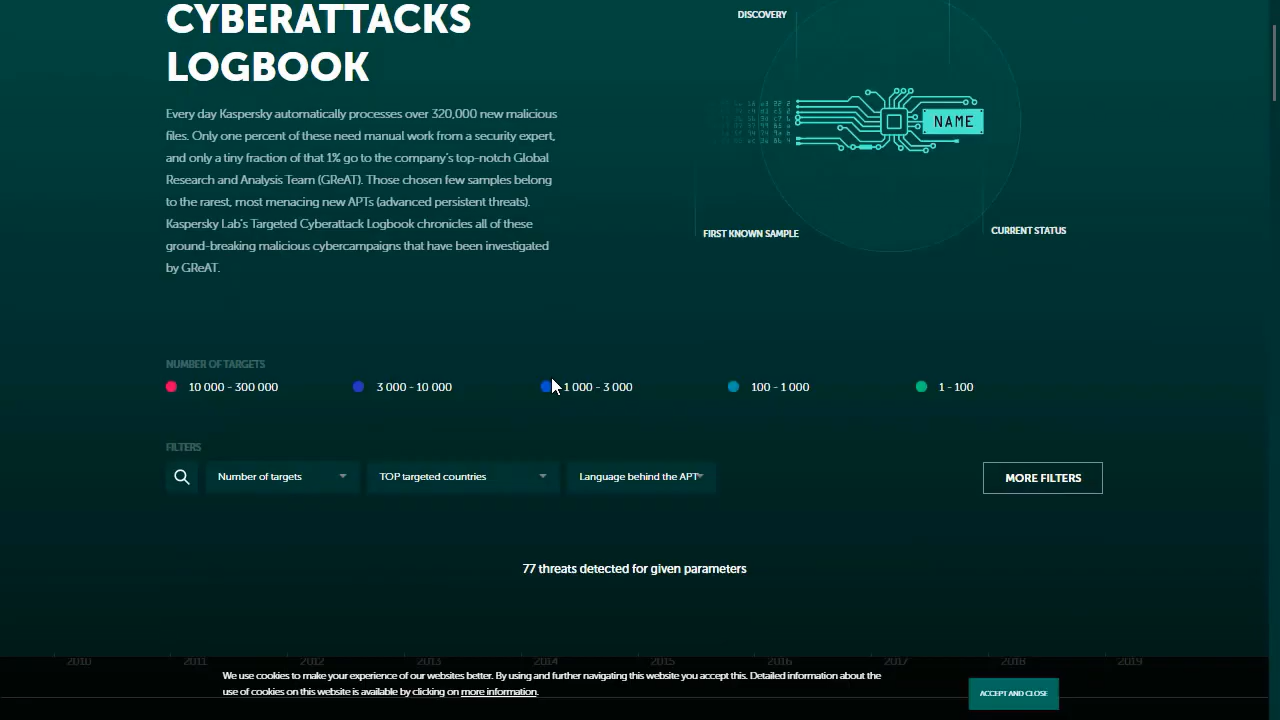 CYBERATTACKS
LOGBOOK
Every day Kaspersky automatically processes over 320,000 new malicious
files. Only one percent of these need manual work from a security expert,
and only a tiny fraction of that 1% go to the company's top-notch Global
Research and Analysis Team (GReAT). Those chosen few samples belong
to the rarest, most menacing new APTs (advanced persistent threats).
Kaspersky Lab's Targeted Cyberattack Logbook chronicles all of these
ground-breaking malicious cybercampaigns that have been investigated
by GReAT.
DISCOVERY
NAME
FIRST KNOWN SAMPLE
CURRENT STATUS
NUMBER OF TARGETS
10 000 - 300 000
3 000 - 10 000
1 000 - 3 000
100 - 1 000
1 - 100
FILTERS
Number of targets
TOP targeted countries
Language behind the APT
MORE FILTERS
77 threats detected for given parameters
2010 2011 2012 2013 2014 2015 2016 2017 2018 2019
We use cookies to make your experience of our websites better. By using and further navigating this website you accept this. Detailed information about the
use of cookies on this website is available by clicking on more information.
ACCEPT AND CLOSE